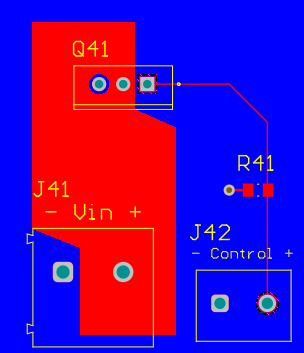 Q41
R41
J41
- Vin +
J42
- Control +